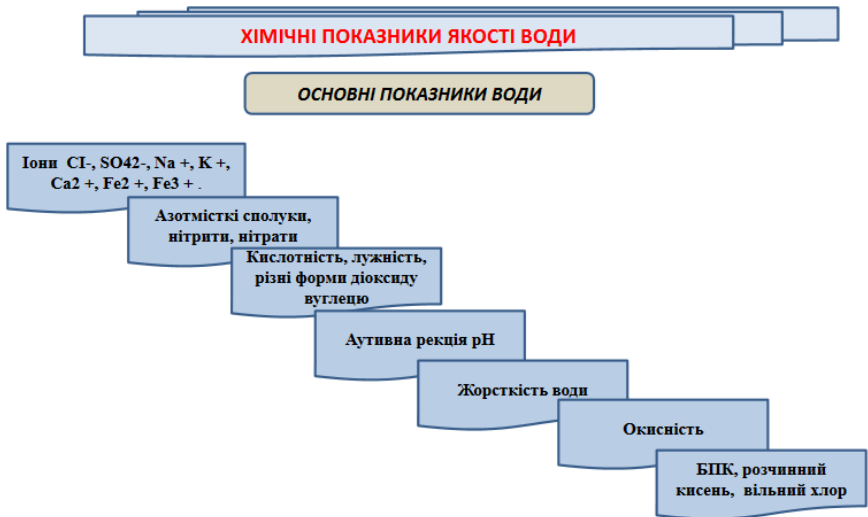 ХІМІЧНІ ПОКАЗНИКИ ЯКОСТІ ВОДИ
ОСНОВНІ ПОКАЗНИКИ ВОДИ
Іони СІ-, SO42-, Na +, K +,
Ca2 +, Fe2 +, Fe3 + .
Азотмісткі сполуки,
нітрити, нітрати
Кислотність, лужність,
різні форми діоксиду
вуглецю
Аутивна рекція рН
Жорсткість води
Окисність
БПК, розчинний
кисень, вільний хлор